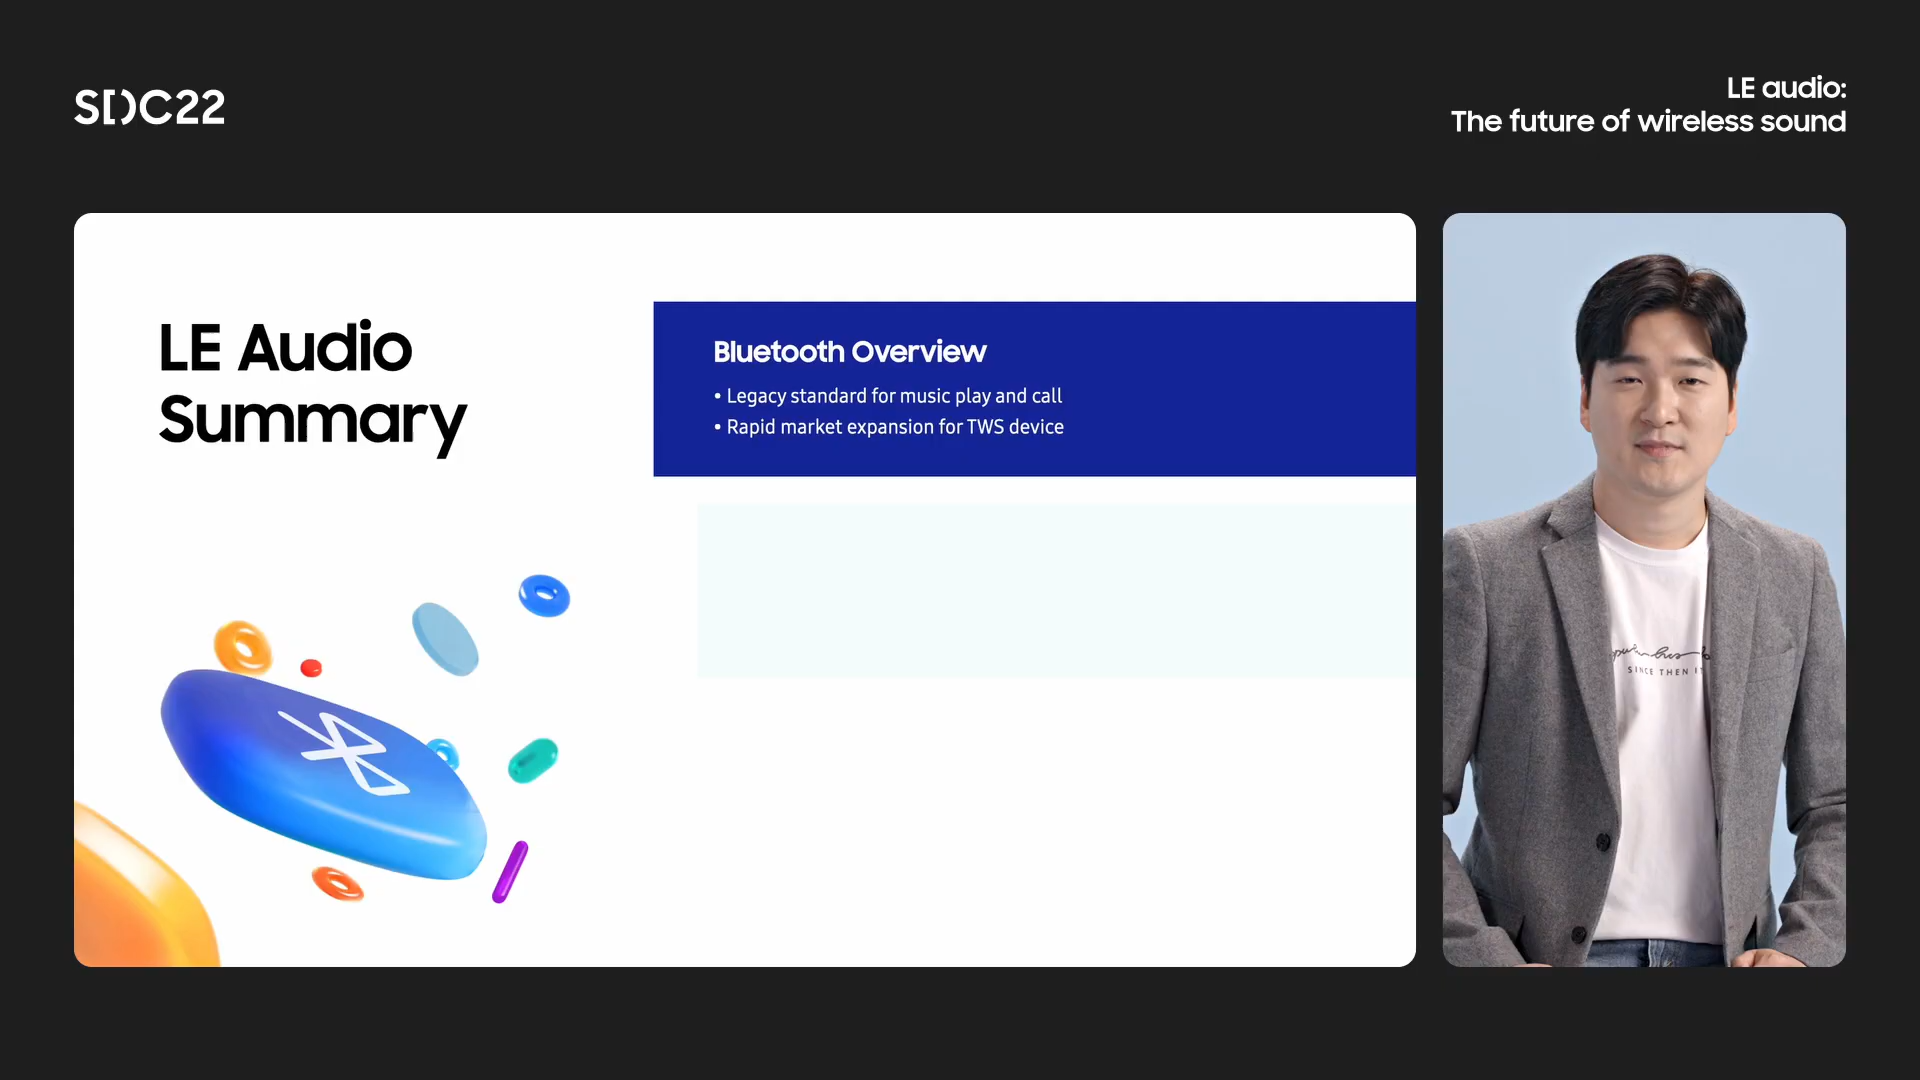 SDC22
LE audio:
The future of wireless sound
LE Audio
Summary
Bluetooth Overview
• Legacy standard for music play and call
• Rapid market expansion for TWS device
SINCE THEN